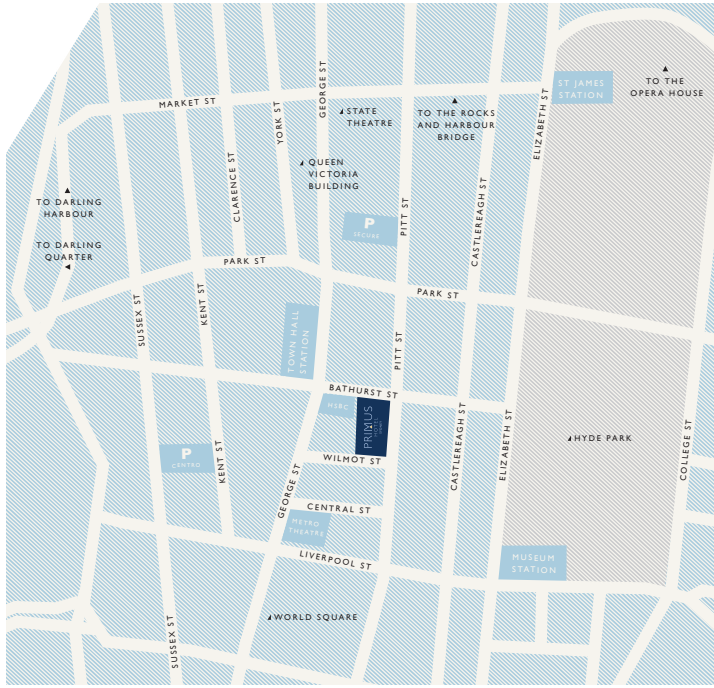 ST JAMES
STATION
TO THE
OPERA HOUSE
MARKET ST
GEORGE ST
YORK ST
STATE
THEATRE
TO THE ROCKS
AND HARBOUR
BRIDGE
ELIZABETH ST
QUEEN
VICTORIA
BUILDING
CLARENCE ST
TO DARLING
HARBOUR
PITT ST
CASTLEREAGH ST
P
SECURE
TO DARLING
QUARTER
PARK ST
PARK ST
SUSSEX ST
KENT ST
TOWN HALL
STATION
PITT ST
BATHURST ST
HSBC
PRIMUS
HOTEL
CASTLEREAGH ST
ELIZABETH ST
HYDE PARK
COLLEGE ST
P
CENTRO
KENT ST
WILMOT ST
GEORGE ST
CENTRAL ST
METRO
THEATRE
LIVERPOOL ST
MUSEUM
STATION
WORLD SQUARE
SUSSEX ST